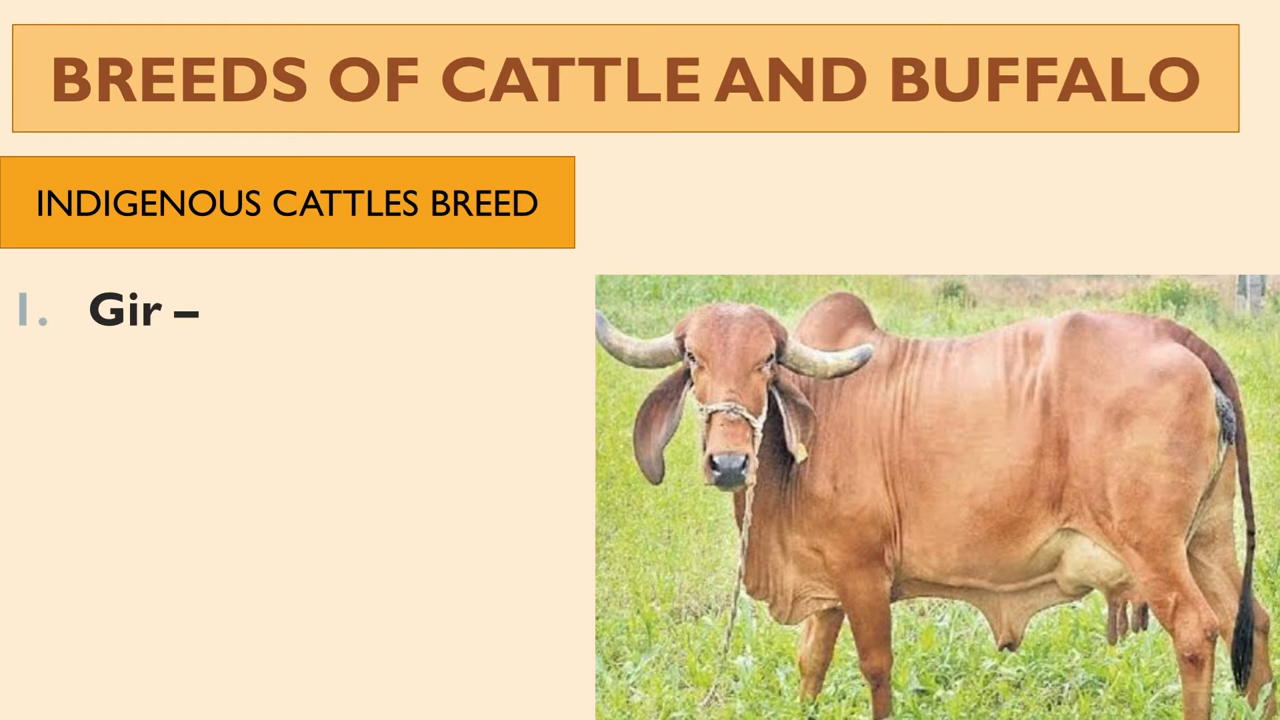 BREEDS OF CATTLE AND BUFFALO
INDIGENOUS CATTLES BREED
1. Gir –